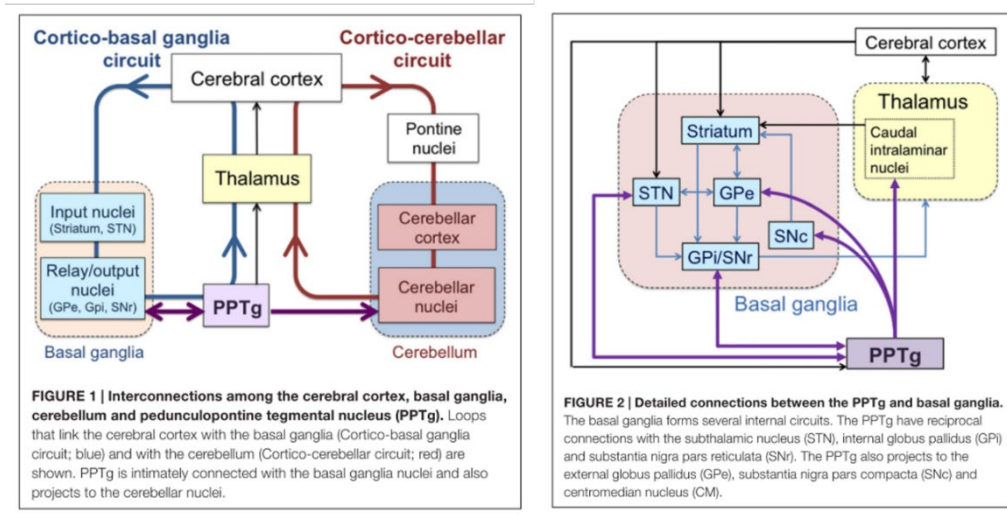 Cortico-basal ganglia
circuit
Cortico-cerebellar
circuit
Cerebral cortex
Pontine
nuclei
Thalamus
Input nuclei
(Striatum, STN)
Cerebellar
cortex
Relay/output
nuclei
(GPe, Gpi, SNr)
PPTg
Cerebellar
nuclei
Basal ganglia
Cerebellum
FIGURE 1 | Interconnections among the cerebral cortex, basal ganglia,
cerebellum and pedunculopontine tegmental nucleus (PPTg). Loops
that link the cerebral cortex with the basal ganglia (Cortico-basal ganglia
circuit; blue) and with the cerebellum (Cortico-cerebellar circuit; red) are
shown. PPTg is intimately connected with the basal ganglia nuclei and also
projects to the cerebellar nuclei.
Cerebral cortex
Thalamus
Striatum
Caudal
intralaminar
nuclei
STN
GPe
SNc
GPi/SNr
Basal ganglia
PPTg
FIGURE 2 | Detailed connections between the PPTg and basal ganglia.
The basal ganglia forms several internal circuits. The PPTg have reciprocal
connections with the subthalamic nucleus (STN), internal globus pallidus (GPi)
and substantia nigra pars reticulata (SNr). The PPTg also projects to the
external globus pallidus (GPe), substantia nigra pars compacta (SNc) and
centromedian nucleus (CM).